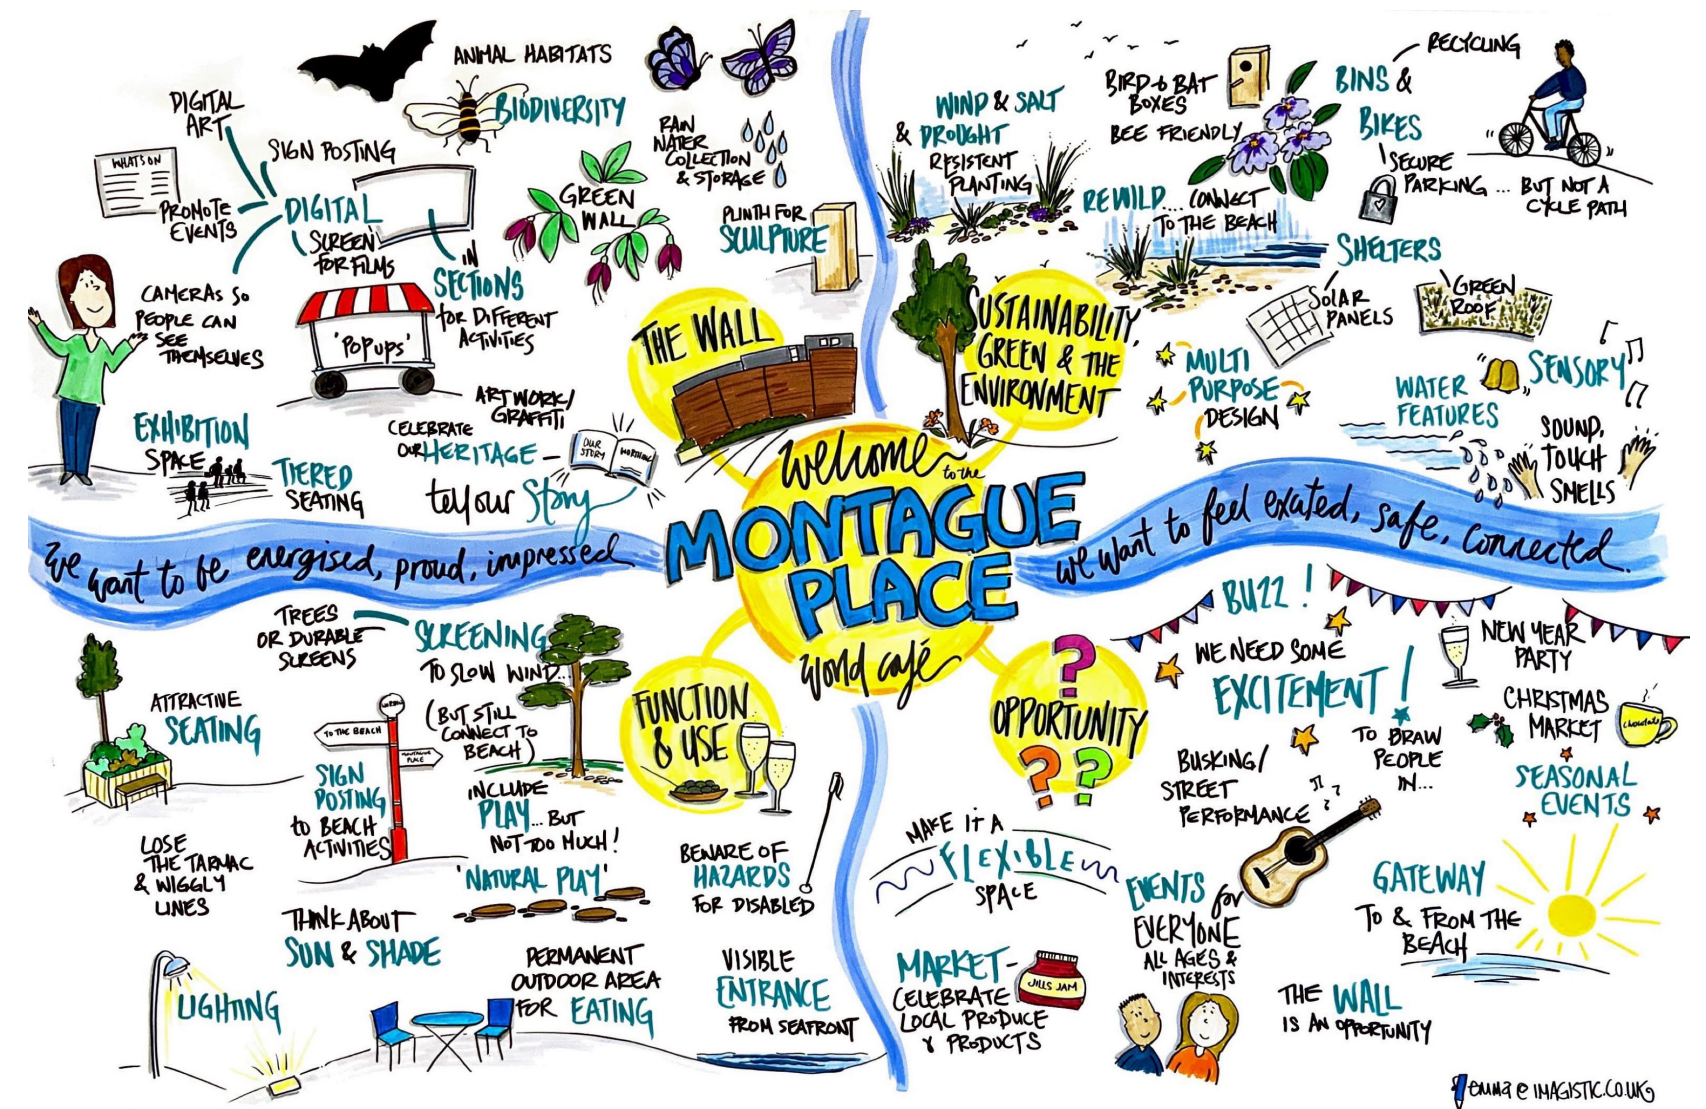 Welcome
to the
MONTAGUE
PLACE
World café
We want to be energised, proud, impressed
We want to feel excited, safe, connected.
THE WALL
ANIMAL HABITATS
BIODIVERSITY
DIGITAL
ART
SIGN POSTING
WHAT'S ON
PROMOTE
EVENTS
DIGITAL
SCREEN
FOR FILMS
CAMERAS SO
PEOPLE CAN
SEE
THEMSELVES
IN
SECTIONS
for DIFFERENT
ACTIVITIES
RAIN
WATER
COLLECTION
& STORAGE
GREEN
WALL
PLINTH FOR
SCULPTURE
'POP UPS'
ART WORK/
GRAFFITI
CELEBRATE
OUR HERITAGE
OUR
STORY
WORTHING
tell our Story
EXHIBITION
SPACE
TIERED
SEATING
SUSTAINABILITY,
GREEN & THE
ENVIRONMENT
WIND & SALT
& DROUGHT
RESISTENT
PLANTING
BIRD & BAT
BOXES
BEE FRIENDLY
REWILD... CONNECT
TO THE BEACH
RECYCLING
BINS &
BIKES
SECURE
PARKING ... BUT NOT A
CYCLE PATH
SHELTERS
SOLAR
PANELS
GREEN
ROOF
MULTI
PURPOSE
DESIGN
WATER
FEATURES
SENSORY
SOUND,
TOUCH
SMELLS
FUNCTION
& USE
TREES
OR DURABLE
SCREENS
SCREENING
TO SLOW WIND...
(BUT STILL
CONNECT TO
BEACH)
ATTRACTIVE
SEATING
TO THE BEACH
MONTAGUE
PLACE
SIGN
POSTING
to BEACH
ACTIVITIES
INCLUDE
PLAY... BUT
NOT TOO MUCH!
'NATURAL PLAY'
LOSE
THE TARMAC
& WIGGLY
LINES
THINK ABOUT
SUN & SHADE
LIGHTING
PERMANENT
OUTDOOR AREA
FOR EATING
BEWARE OF
HAZARDS
FOR DISABLED
VISIBLE
ENTRANCE
FROM SEAFRONT
OPPORTUNITY
? ? ?
BUZZ!
WE NEED SOME
EXCITEMENT!
TO DRAW
PEOPLE
IN...
NEW YEAR
PARTY
CHRISTMAS
MARKET
chocolate
SEASONAL
EVENTS
BUSKING/
STREET
PERFORMANCE
MAKE IT A
FLEXIBLE
SPACE
EVENTS for
EVERYONE
ALL AGES &
INTERESTS
GATEWAY
TO & FROM THE
BEACH
MARKET-
CELEBRATE
LOCAL PRODUCE
& PRODUCTS
JILLS JAM
THE WALL
IS AN OPPORTUNITY
emma @ IMAGISTIC.CO.UK